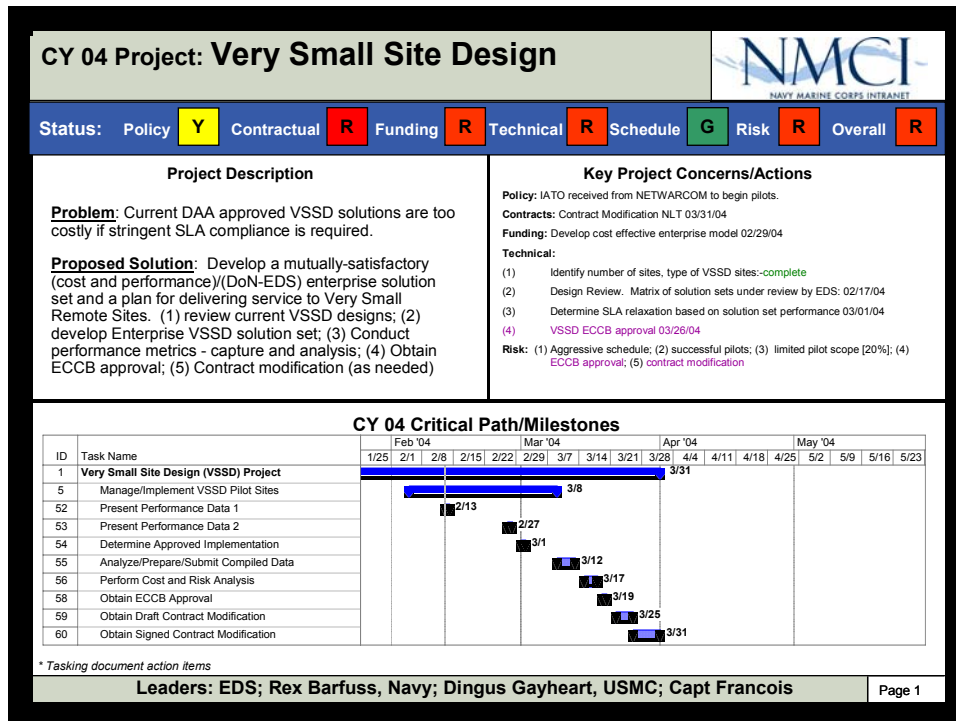 CY 04 Project: Very Small Site Design
NMCI
NAVY MARINE CORPS INTRANET
Status: Policy Y Contractual R Funding R Technical R Schedule G Risk R Overall R
Project Description
Problem: Current DAA approved VSSD solutions are too
costly if stringent SLA compliance is required.
Proposed Solution: Develop a mutually-satisfactory
(cost and performance)/(DoN-EDS) enterprise solution
set and a plan for delivering service to Very Small
Remote Sites. (1) review current VSSD designs; (2)
develop Enterprise VSSD solution set; (3) Conduct
performance metrics - capture and analysis; (4) Obtain
ECCB approval; (5) Contract modification (as needed)
Key Project Concerns/Actions
Policy: IATO received from NETWARCOM to begin pilots.
Contracts: Contract Modification NLT 03/31/04
Funding: Develop cost effective enterprise model 02/29/04
Technical:
(1) Identify number of sites, type of VSSD sites:-complete
(2) Design Review. Matrix of solution sets under review by EDS: 02/17/04
(3) Determine SLA relaxation based on solution set performance 03/01/04
(4) VSSD ECCB approval 03/26/04
Risk: (1) Aggressive schedule; (2) successful pilots; (3) limited pilot scope [20%]; (4)
ECCB approval; (5) contract modification
CY 04 Critical Path/Milestones
Feb '04 Mar '04 Apr '04 May '04
ID Task Name 1/25 2/1 2/8 2/15 2/22 2/29 3/7 3/14 3/21 3/28 4/4 4/11 4/18 4/25 5/2 5/9 5/16 5/23
1 Very Small Site Design (VSSD) Project 3/31
5 Manage/Implement VSSD Pilot Sites 3/8
52 Present Performance Data 1 2/13
53 Present Performance Data 2 2/27
54 Determine Approved Implementation 3/1
55 Analyze/Prepare/Submit Compiled Data 3/12
56 Perform Cost and Risk Analysis 3/17
58 Obtain ECCB Approval 3/19
59 Obtain Draft Contract Modification 3/25
60 Obtain Signed Contract Modification 3/31
* Tasking document action items
Leaders: EDS; Rex Barfuss, Navy; Dingus Gayheart, USMC; Capt Francois
Page 1